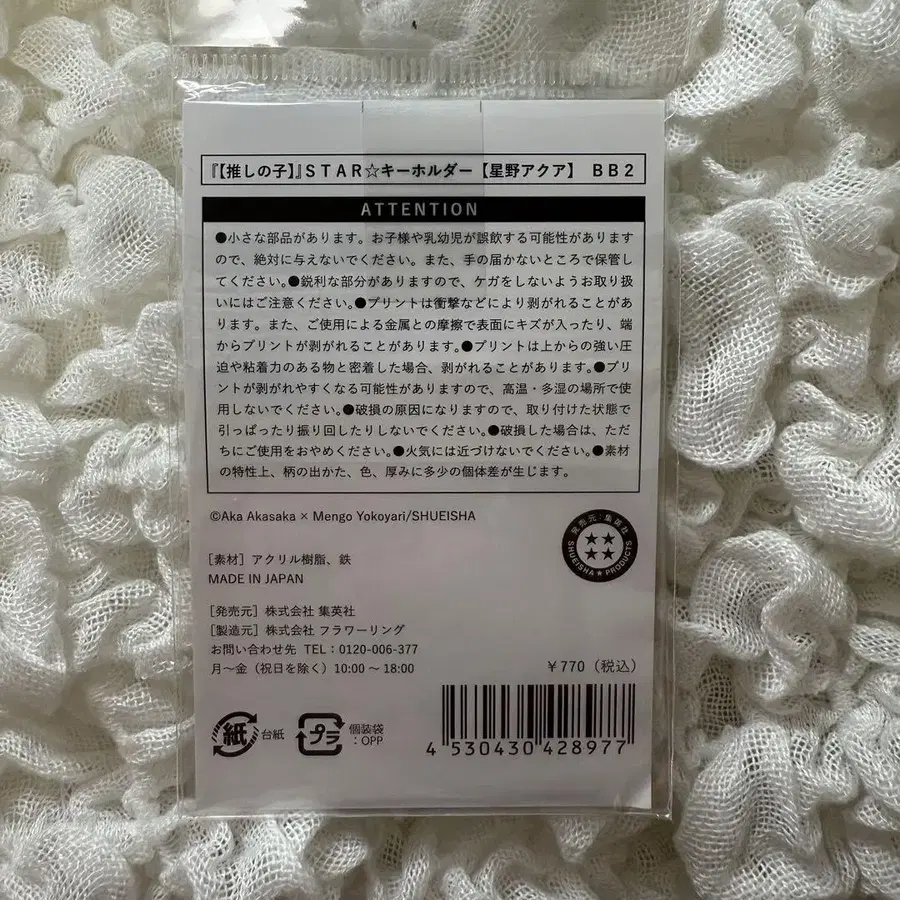 『【推しの子】』STAR☆キーホルダー【星野アクア】 BB2
ATTENTION
●小さな部品があります。お子様や乳幼児が誤飲する可能性があります
ので、絶対に与えないでください。また、手の届かないところで保管し
てください。●鋭利な部分がありますので、ケガをしないようお取り扱
いにはご注意ください。●プリントは衝撃などにより剥がれることがあ
ります。また、ご使用による金属との摩擦で表面にキズが入ったり、端
からプリントが剥がれることがあります。●プリントは上からの強い圧
迫や粘着力のある物と密着した場合、剥がれることがあります。●プリ
ントが剥がれやすくなる可能性がありますので、高温・多湿の場所で使
用しないでください。●破損の原因になりますので、取り付けた状態で
引っぱったり振り回したりしないでください。●破損した場合は、ただ
ちにご使用をおやめください。●火気には近づけないでください。●素材
の特性上、柄の出かた、色、厚みに多少の個体差が生じます。
©Aka Akasaka × Mengo Yokoyari/SHUEISHA
発売元:集英社
SHUEISHA★PRODUCTS
［素材］アクリル樹脂、鉄
MADE IN JAPAN
［発売元］株式会社 集英社
［製造元］株式会社 フラワーリング
お問い合わせ先 TEL：0120-006-377
月～金（祝日を除く）10:00 ～ 18:00
￥770（税込）
紙 台紙
プラ 個装袋
：OPP
4 530430 428977